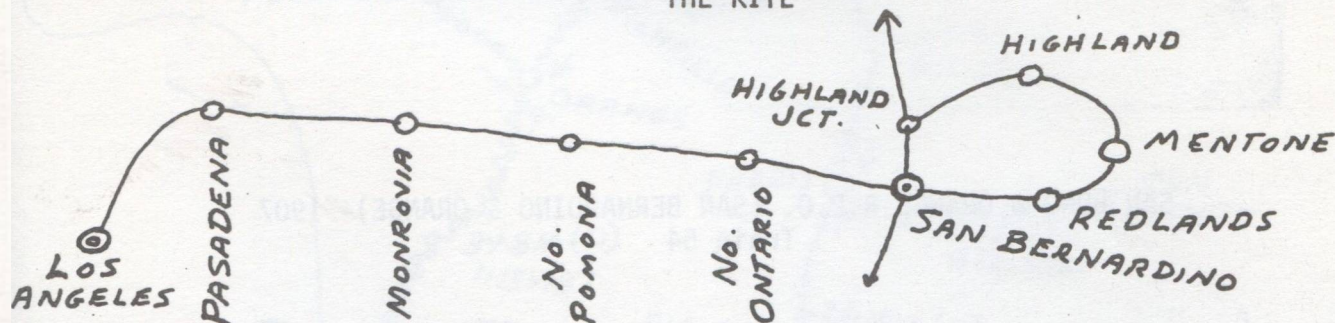 THE KITE
HIGHLAND
HIGHLAND
JCT.
MENTONE
REDLANDS
SAN BERNARDINO
LOS
ANGELES
PASADENA
MONROVIA
No
POMONA
No
ONTARIO